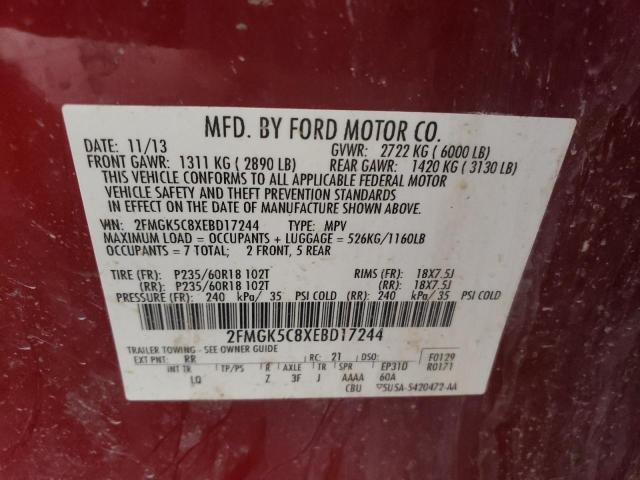 MFD. BY FORD MOTOR CO.
DATE: 11/13 GVWR: 2722 KG ( 6000 LB)
FRONT GAWR: 1311 KG ( 2890 LB) REAR GAWR: 1420 KG ( 3130 LB)
THIS VEHICLE CONFORMS TO ALL APPLICABLE FEDERAL MOTOR
VEHICLE SAFETY AND THEFT PREVENTION STANDARDS
IN EFFECT ON THE DATE OF MANUFACTURE SHOWN ABOVE.
VIN: 2FMGK5C8XEBD17244 TYPE: MPV
MAXIMUM LOAD = OCCUPANTS + LUGGAGE = 526KG/1160LB
OCCUPANTS = 7 TOTAL; 2 FRONT, 5 REAR
TIRE (FR): P235/60R18 102T RIMS (FR): 18X7.5J
(RR): P235/60R18 102T (RR): 18X7.5J
PRESSURE (FR): 240 kPa/ 35 PSI COLD (RR): 240 kPa/ 35 PSI COLD
2FMGK5C8XEBD17244
TRAILER TOWING - SEE OWNER GUIDE
EXT PNT: RR RC: 21 DSO: F0129
INT TR TP/PS R AXLE TR SPR EP31D R0171
LQ Z 3F J AAAA 60A
CBU 5U5A-5420472-AA